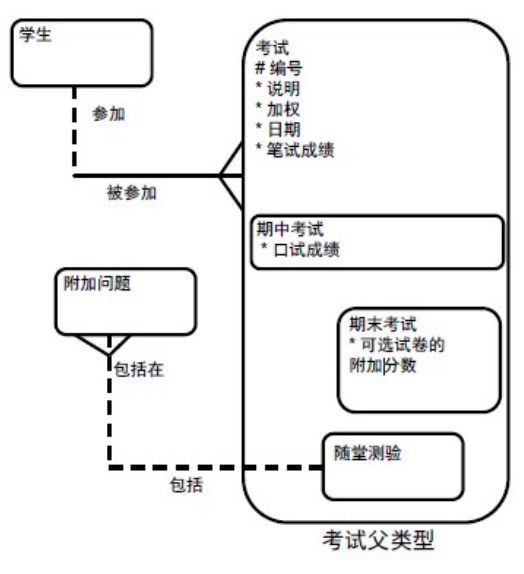 学生
参加
被参加
考试
# 编号
* 说明
* 加权
* 日期
* 笔试成绩
期中考试
* 口试成绩
附加问题
包括在
期末考试
* 可选试卷的
附加分数
随堂测验
包括
考试父类型